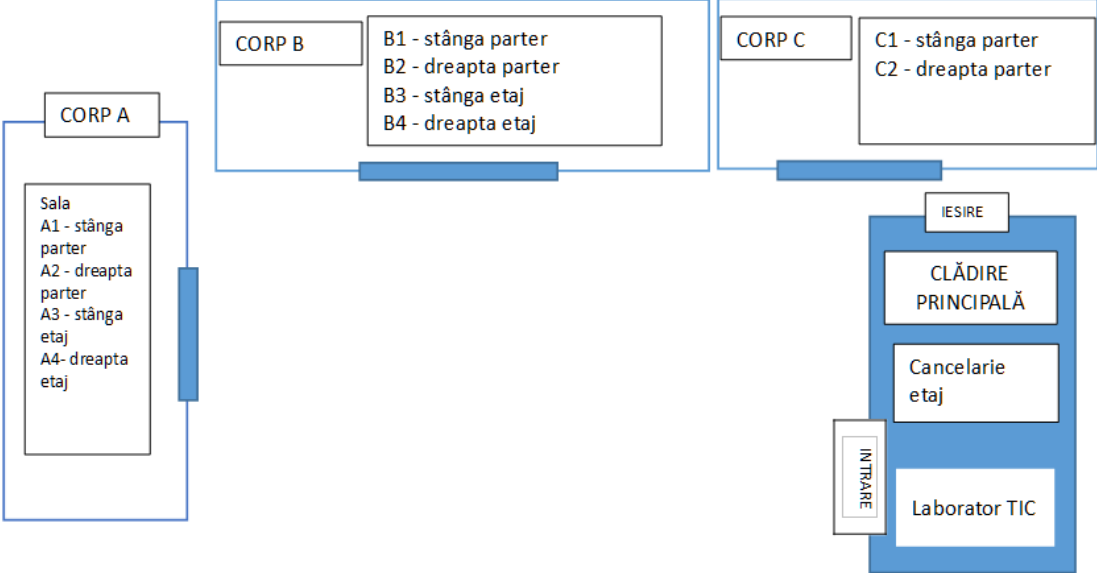 CORP A
Sala
A1 - stânga
parter
A2 - dreapta
parter
A3 - stânga
etaj
A4- dreapta
etaj
CORP B
B1 - stânga parter
B2 - dreapta parter
B3 - stânga etaj
B4 - dreapta etaj
CORP C
C1 - stânga parter
C2 - dreapta parter
IESIRE
CLĂDIRE
PRINCIPALĂ
Cancelarie
etaj
INTRARE
Laborator TIC